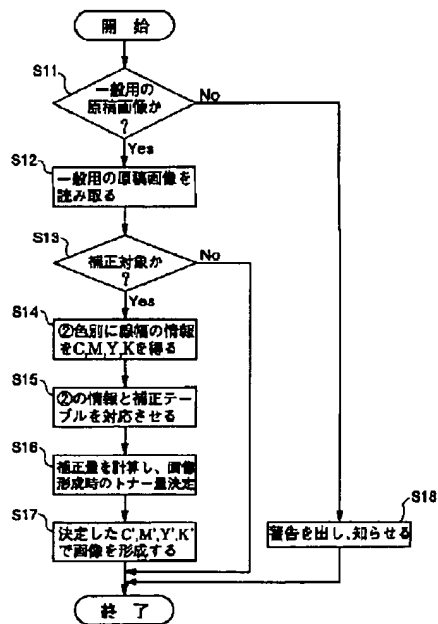 開始
S11
一般用の
原稿画像か
?
No
Yes
S12
一般用の原稿画像を
読み取る
S13
補正対象か
?
No
Yes
S14
②色別に線幅の情報
をC,M,Y,Kを得る
S15
②の情報と補正テー
ブルを対応させる
S16
補正量を計算し、画像
形成時のトナー量決定
S17
決定したC',M',Y',K'
で画像を形成する
S18
警告を出し、知らせる
終了